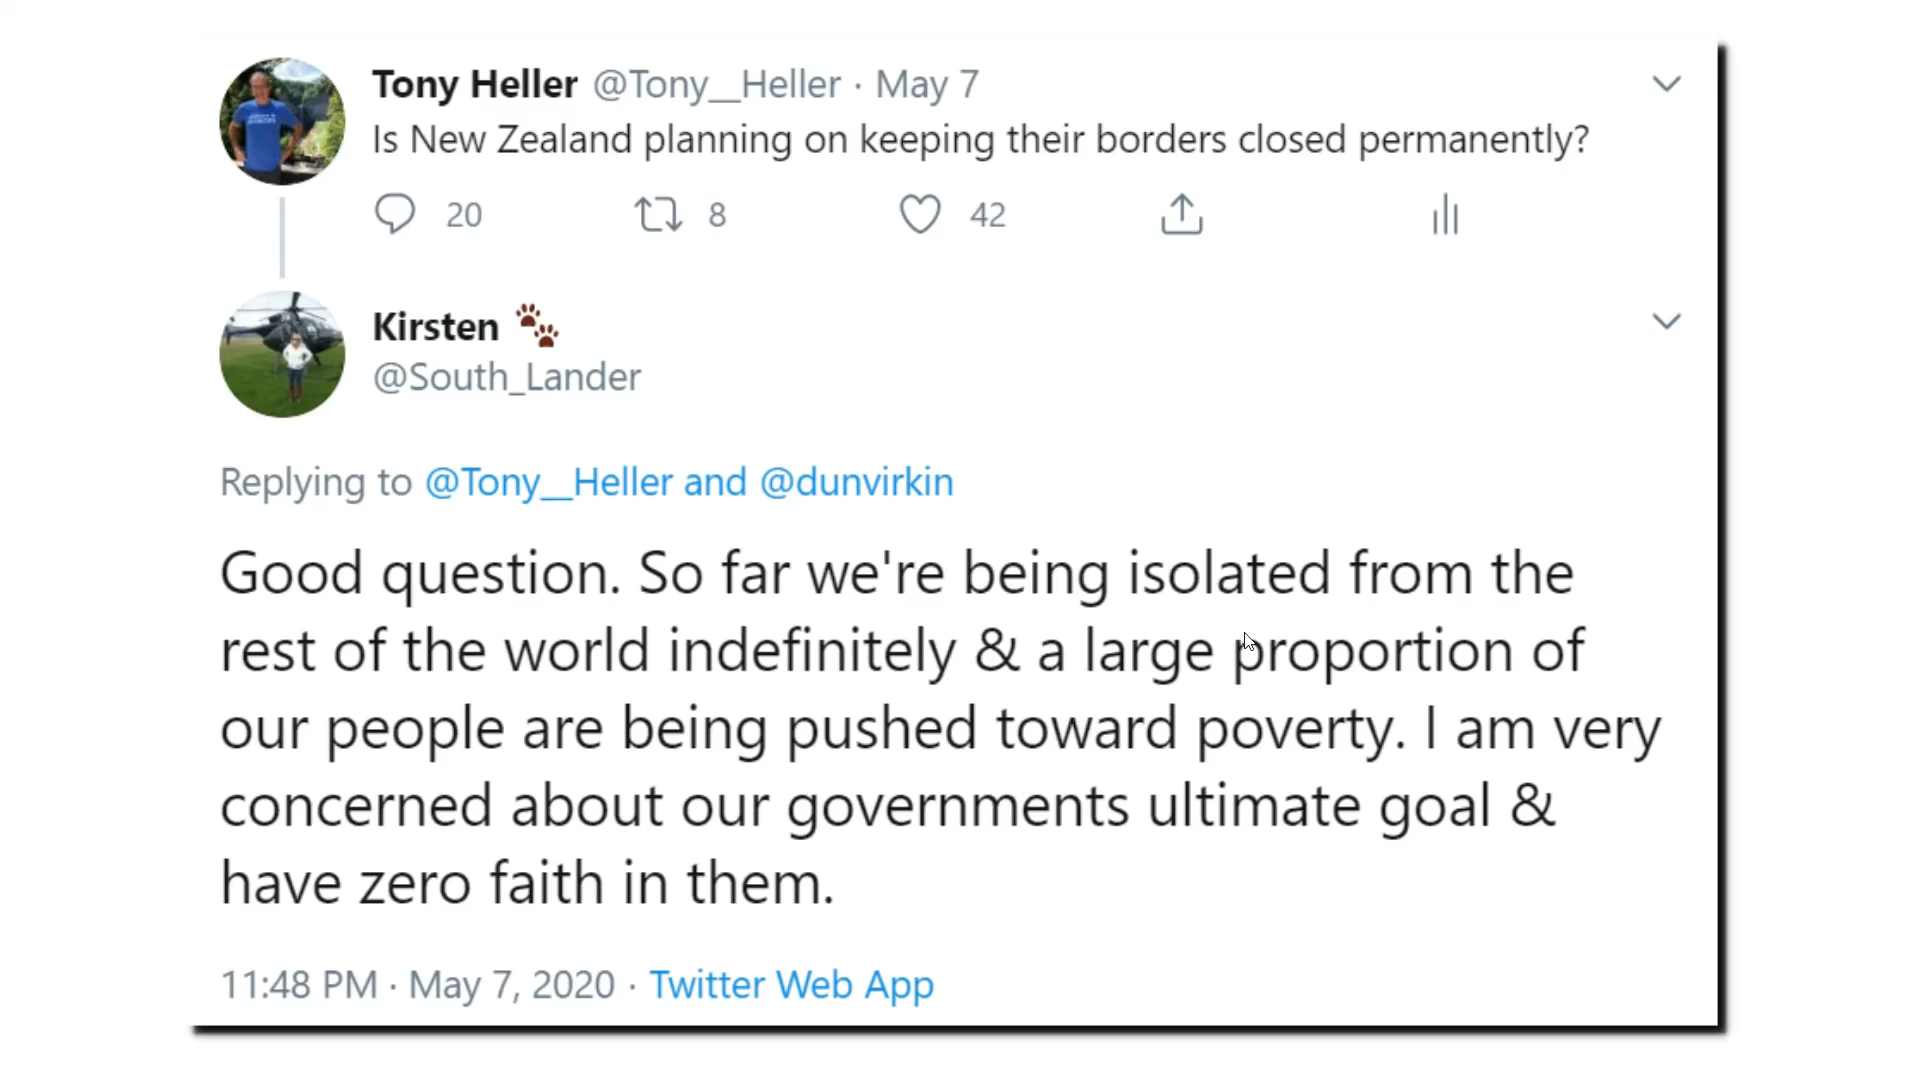 Tony Heller @Tony__Heller · May 7
Is New Zealand planning on keeping their borders closed permanently?
20 8 42
Kirsten 🐾
@South_Lander
Replying to @Tony__Heller and @dunvirkin
Good question. So far we're being isolated from the
rest of the world indefinitely & a large proportion of
our people are being pushed toward poverty. I am very
concerned about our governments ultimate goal &
have zero faith in them.
11:48 PM · May 7, 2020 · Twitter Web App